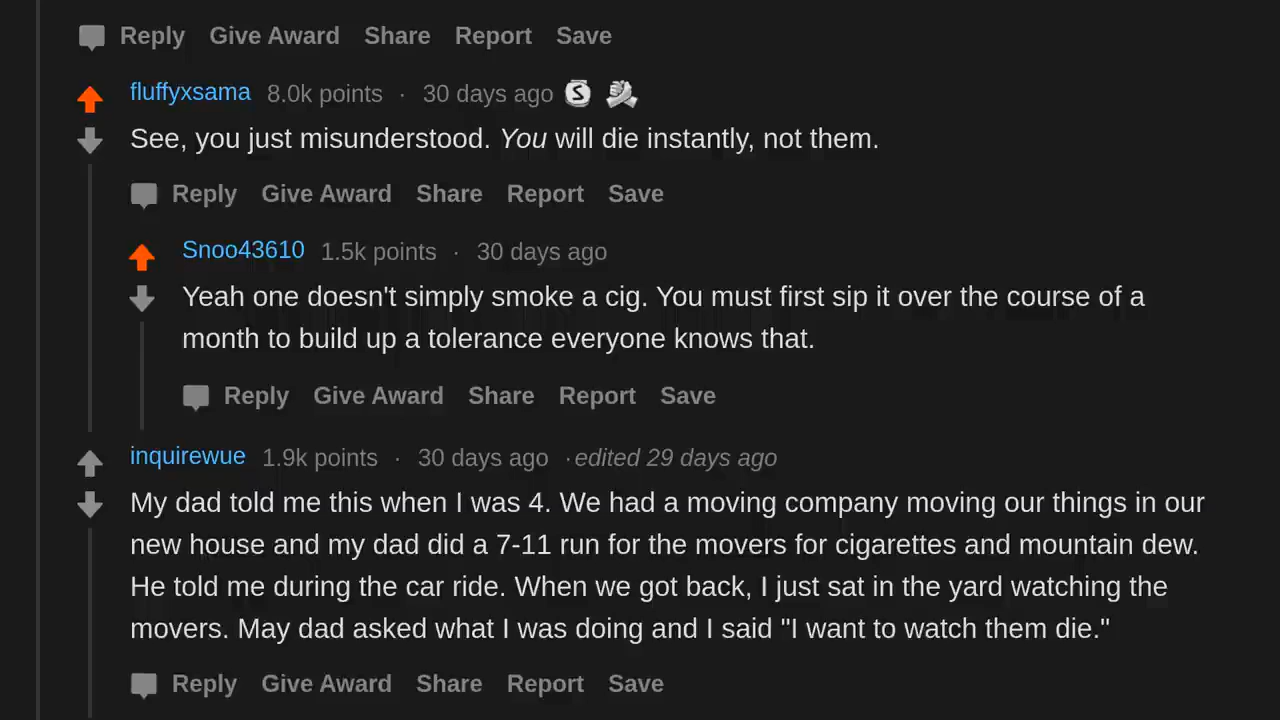 Reply Give Award Share Report Save
fluffyxsama 8.0k points · 30 days ago S
See, you just misunderstood. You will die instantly, not them.
Reply Give Award Share Report Save
Snoo43610 1.5k points · 30 days ago
Yeah one doesn't simply smoke a cig. You must first sip it over the course of a
month to build up a tolerance everyone knows that.
Reply Give Award Share Report Save
inquirewue 1.9k points · 30 days ago ·edited 29 days ago
My dad told me this when I was 4. We had a moving company moving our things in our
new house and my dad did a 7-11 run for the movers for cigarettes and mountain dew.
He told me during the car ride. When we got back, I just sat in the yard watching the
movers. May dad asked what I was doing and I said "I want to watch them die."
Reply Give Award Share Report Save